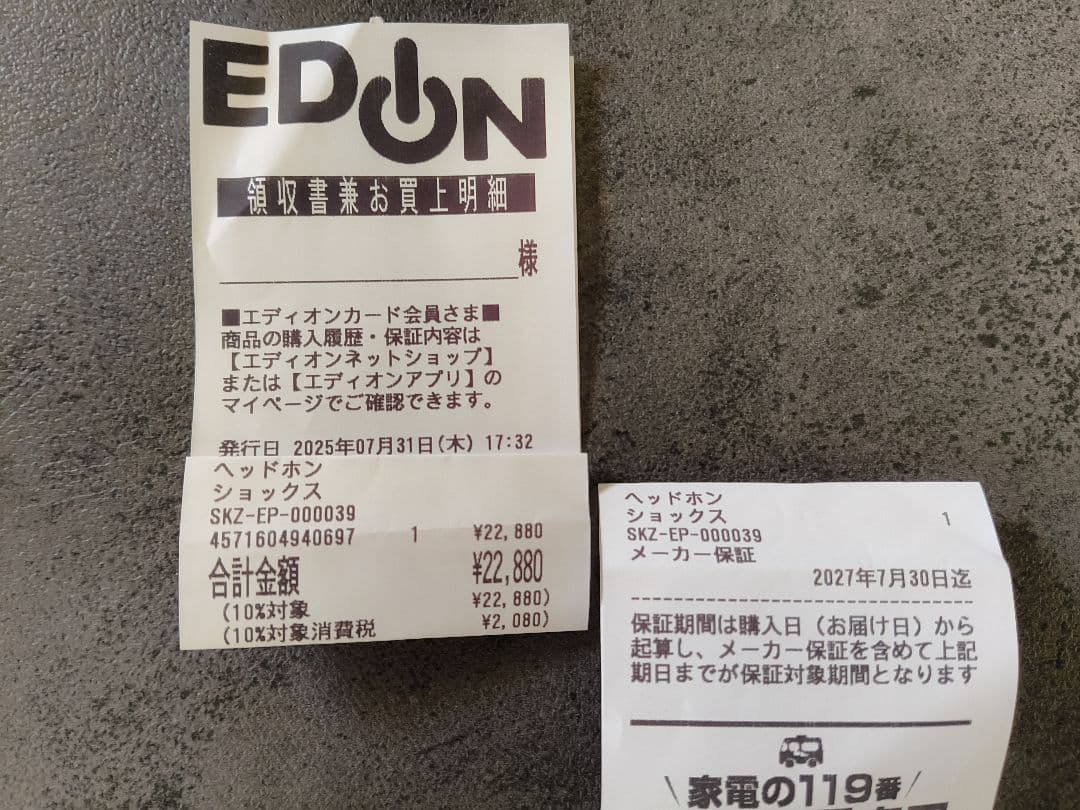 EDION
領収書兼お買上明細
様
■エディオンカード会員さま■
商品の購入履歴・保証内容は
【エディオンネットショップ】
または【エディオンアプリ】の
マイページでご確認できます。
発行日 2025年07月31日(木) 17:32
ヘッドホン
ショックス
SKZ-EP-000039
4571604940697 1 ¥22,880
合計金額 ¥22,880
(10%対象 ¥22,880)
(10%対象消費税 ¥2,080)
ヘッドホン
ショックス 1
SKZ-EP-000039
メーカー保証
2027年7月30日迄
保証期間は購入日（お届け日）から
起算し、メーカー保証を含めて上記
期日までが保証対象期間となります
\家電の119番/